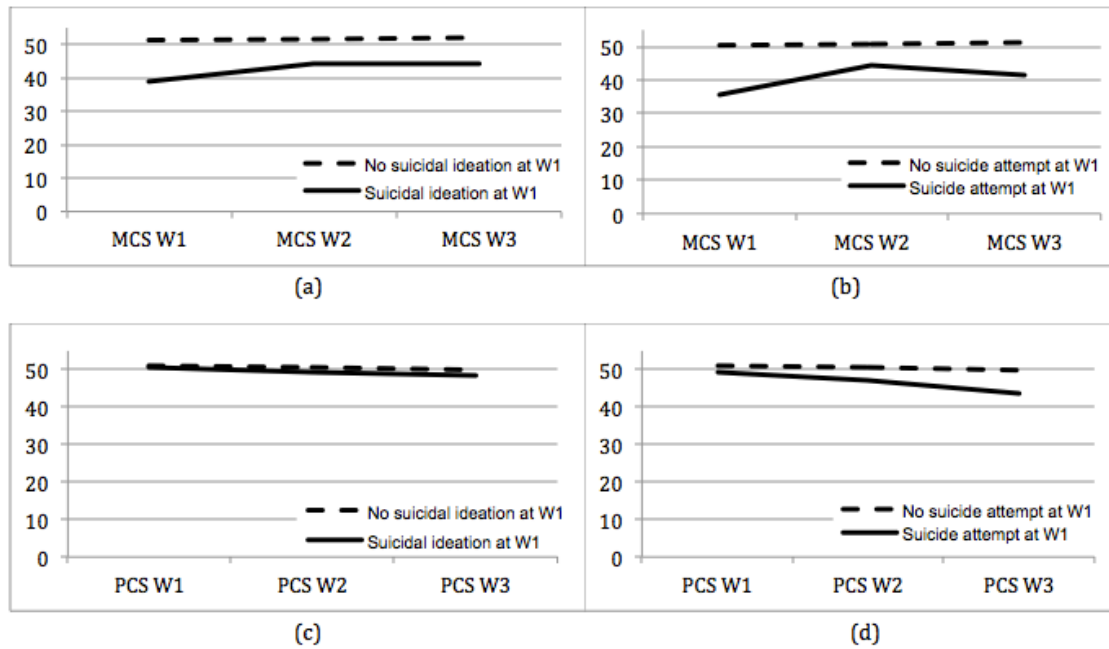 50
40
30
20
10
0
No suicidal ideation at W1
Suicidal ideation at W1
MCS W1 MCS W2 MCS W3
(a)
50
40
30
20
10
0
No suicide attempt at W1
Suicide attempt at W1
MCS W1 MCS W2 MCS W3
(b)
50
40
30
20
10
0
No suicidal ideation at W1
Suicidal ideation at W1
PCS W1 PCS W2 PCS W3
(c)
50
40
30
20
10
0
No suicide attempt at W1
Suicide attempt at W1
PCS W1 PCS W2 PCS W3
(d)